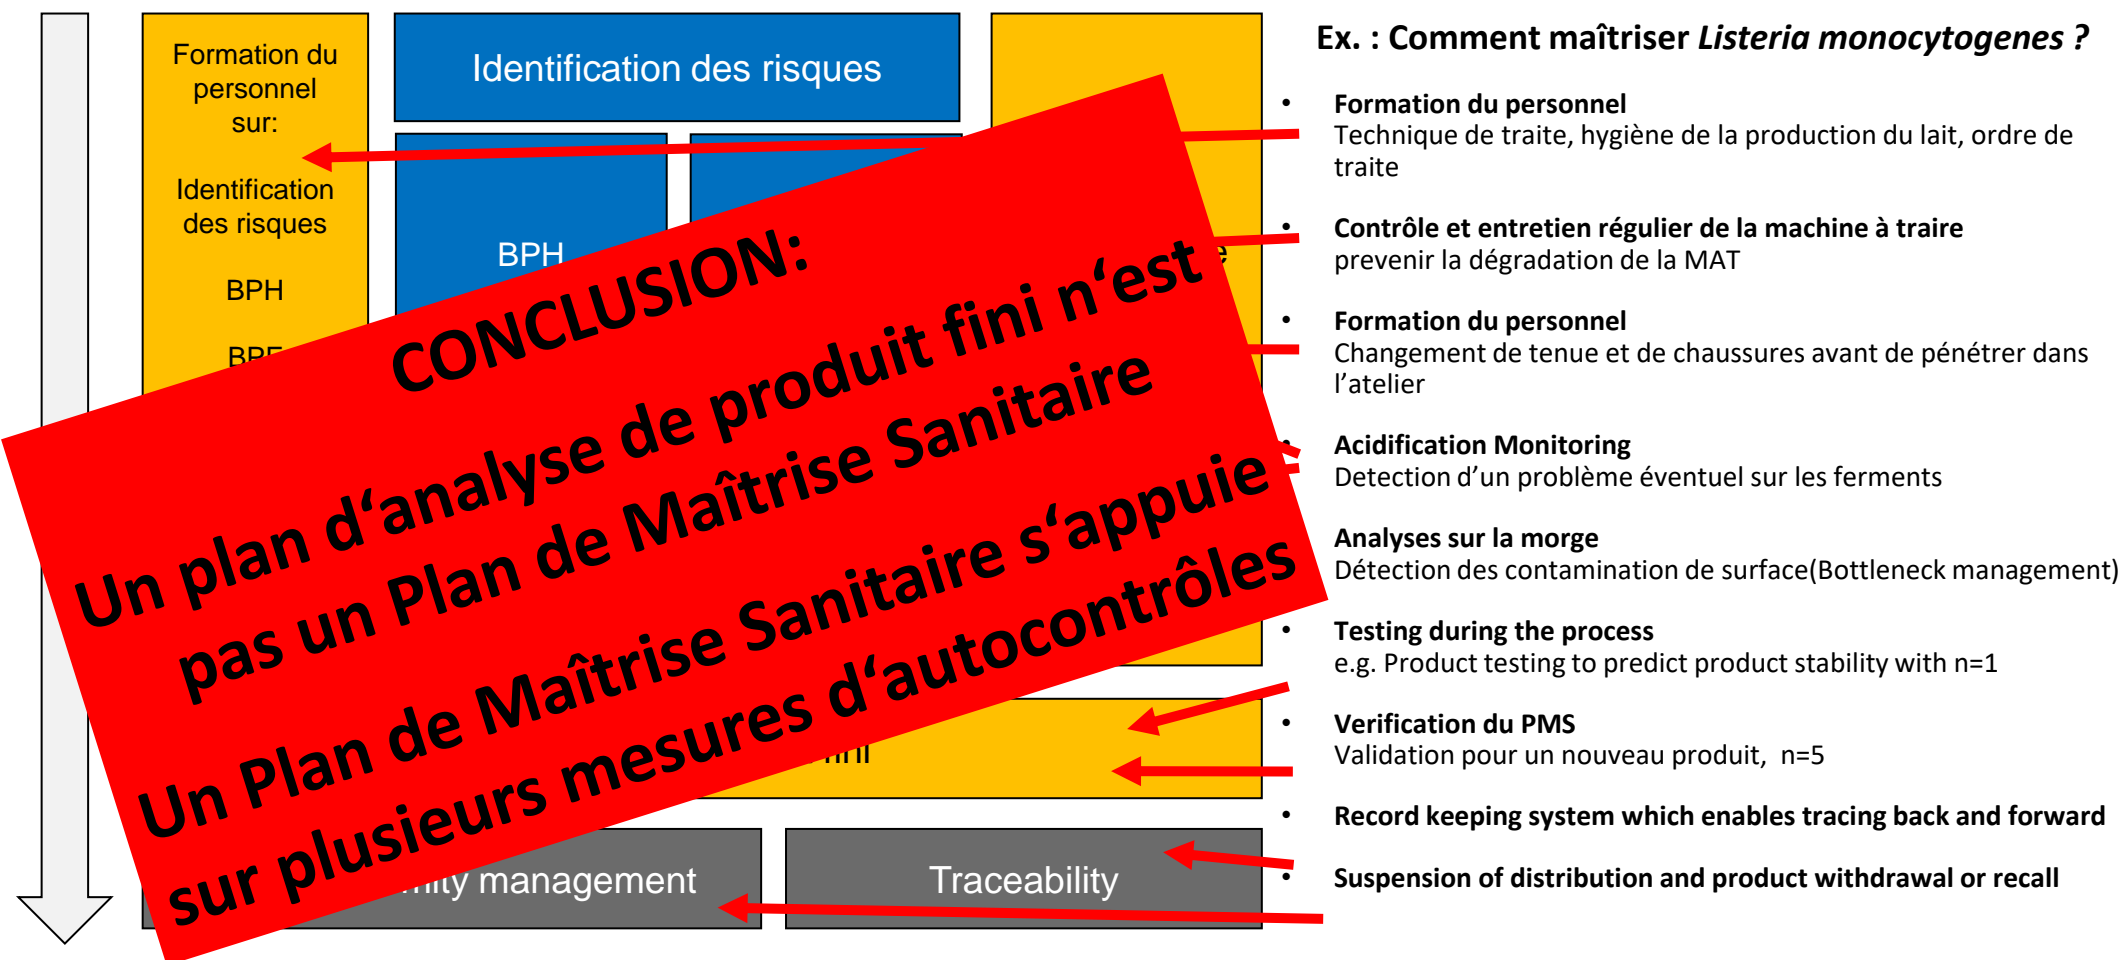 Formation du
personnel
sur:
Identification
des risques
BPH
Identification des risques
BPH
CONCLUSION:
Un plan d‘analyse de produit fini n‘est
pas un Plan de Maîtrise Sanitaire
Un Plan de Maîtrise Sanitaire s‘appuie
sur plusieurs mesures d‘autocontrôles
management
Traceability
Ex. : Comment maîtriser Listeria monocytogenes ?
• Formation du personnel
Technique de traite, hygiène de la production du lait, ordre de
traite
• Contrôle et entretien régulier de la machine à traire
prevenir la dégradation de la MAT
• Formation du personnel
Changement de tenue et de chaussures avant de pénétrer dans
l’atelier
• Acidification Monitoring
Detection d’un problème éventuel sur les ferments
Analyses sur la morge
Détection des contamination de surface(Bottleneck management)
• Testing during the process
e.g. Product testing to predict product stability with n=1
• Verification du PMS
Validation pour un nouveau produit,  n=5
• Record keeping system which enables tracing back and forward
• Suspension of distribution and product withdrawal or recall